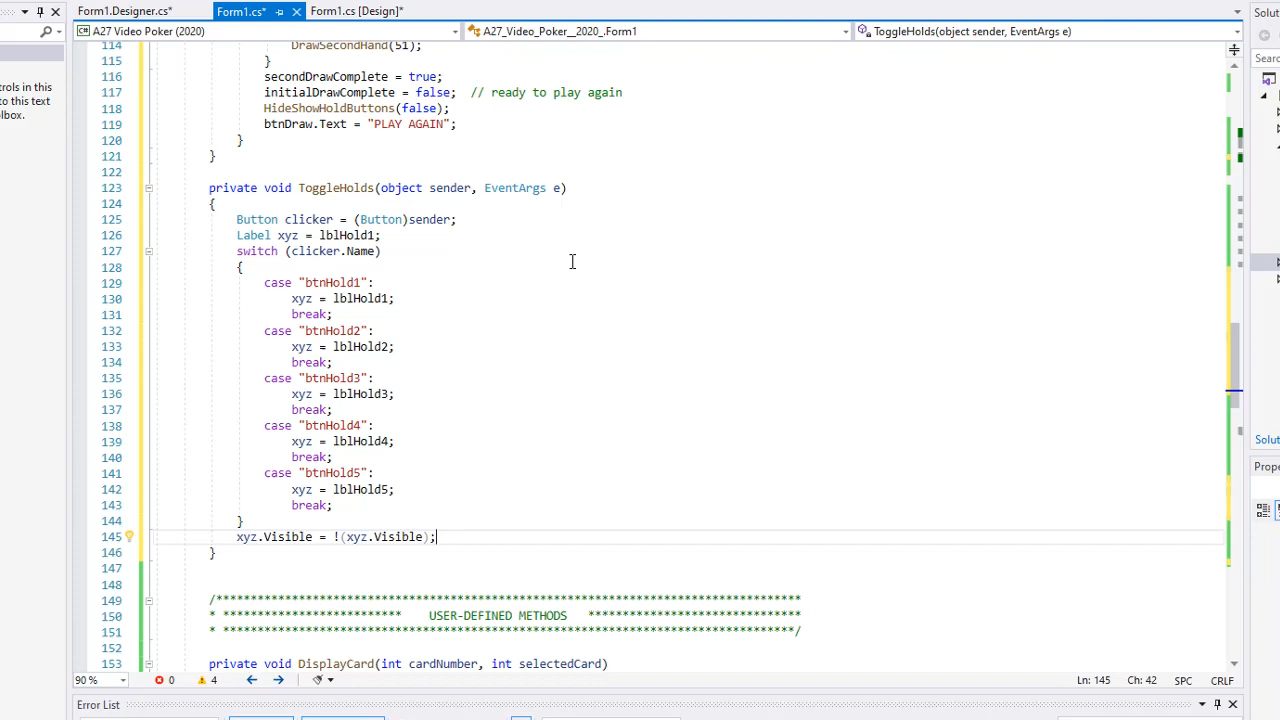 Form1.Designer.cs*
Form1.cs*
Form1.cs [Design]*
Solut
A27 Video Poker (2020)
A27_Video_Poker__2020_.Form1
ToggleHolds(object sender, EventArgs e)
114 DrawSecondHand(51);
Searc
115 }
116 secondDrawComplete = true;
117 initialDrawComplete = false; // ready to play again
118 HideShowHoldButtons(false);
119 btnDraw.Text = "PLAY AGAIN";
120 }
121 }
122
123 private void ToggleHolds(object sender, EventArgs e)
124 {
125 Button clicker = (Button)sender;
126 Label xyz = lblHold1;
127 switch (clicker.Name)
128 {
129 case "btnHold1":
130 xyz = lblHold1;
131 break;
132 case "btnHold2":
133 xyz = lblHold2;
134 break;
135 case "btnHold3":
136 xyz = lblHold3;
137 break;
138 case "btnHold4":
139 xyz = lblHold4;
140 break;
141 case "btnHold5":
142 xyz = lblHold5;
143 break;
144 }
145 xyz.Visible = !(xyz.Visible);
146 }
147
148
149 /*************************************************************************************
150 * ************************** USER-DEFINED METHODS *******************************
151 * ***********************************************************************************/
152
153 private void DisplayCard(int cardNumber, int selectedCard)
trols in this
to this text
olbox.
Solut
Prope
90 %
0
4
Ln: 145
Ch: 42
SPC
CRLF
Error List